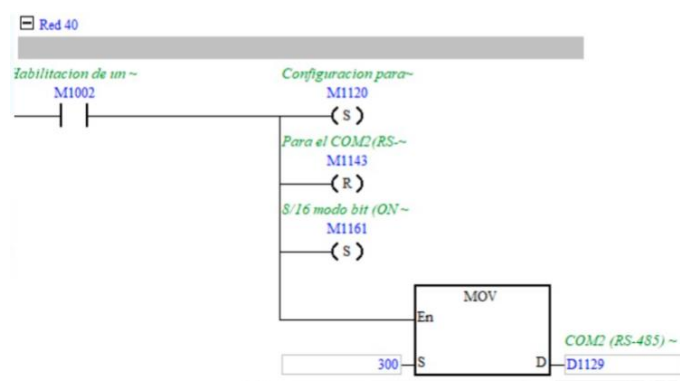 Red 40
Habilitacion de un ~
M1002
Configuracion para~
M1120
S
Para el COM2(RS-~
M1143
R
8/16 modo bit (ON ~
M1161
S
MOV
En
COM2 (RS-485) ~
300 S D D1129